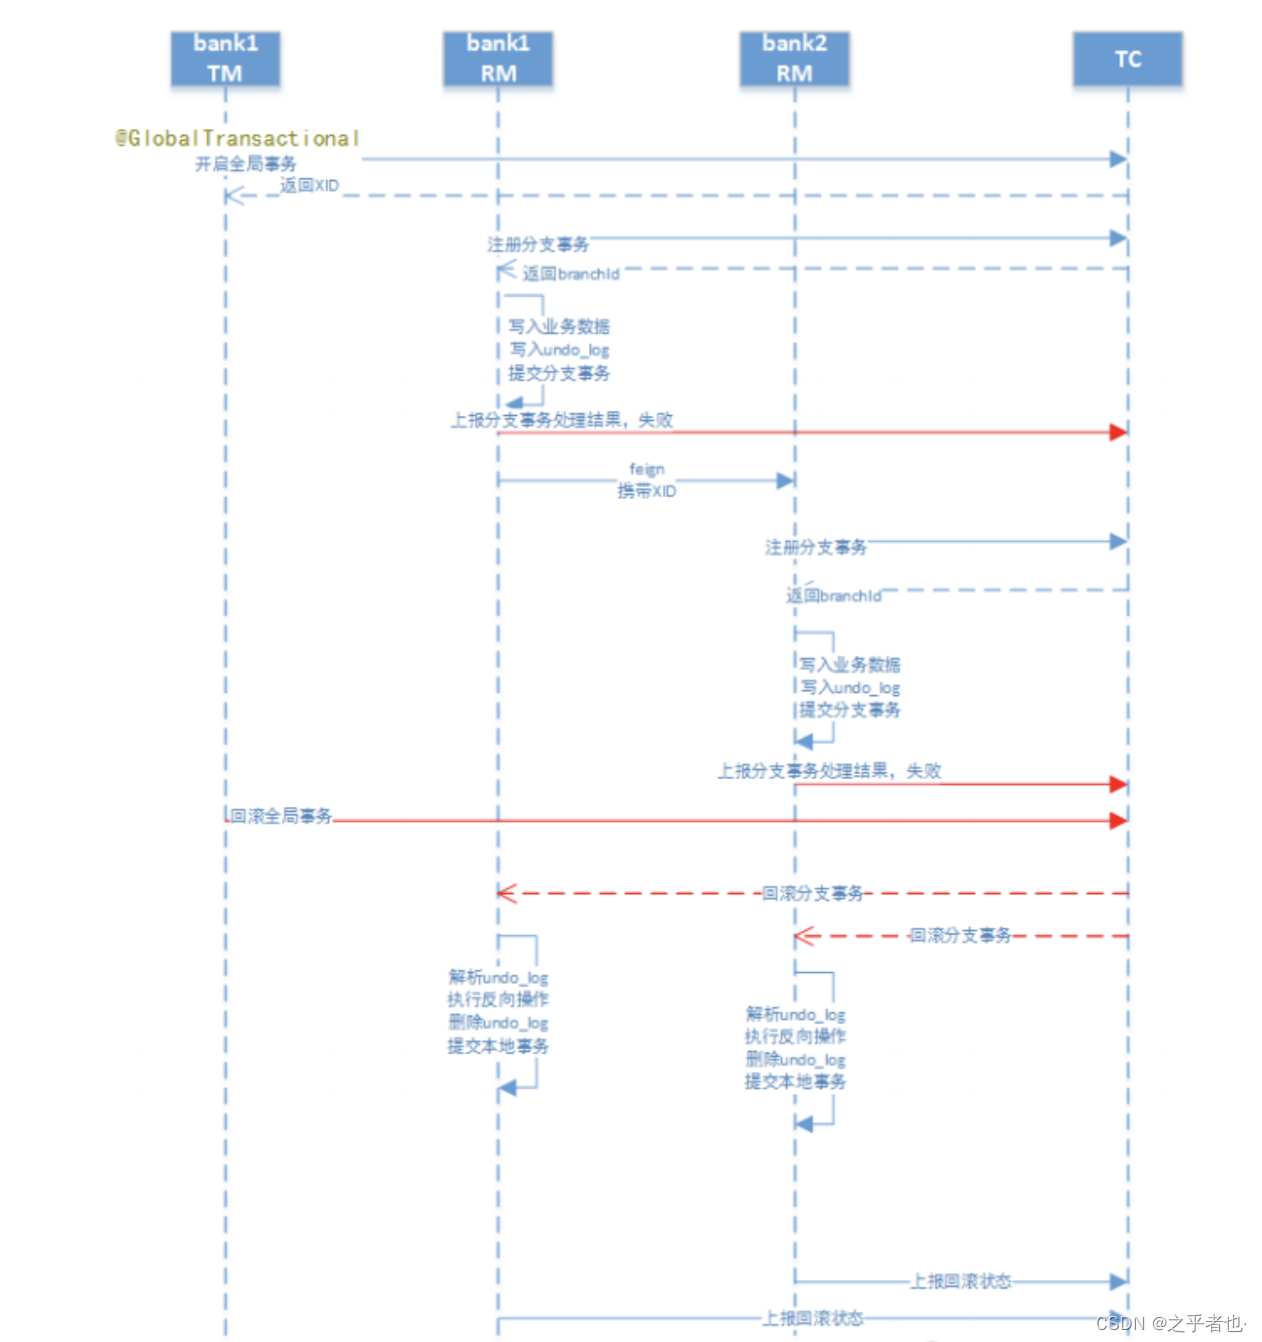 bank1
TM
bank1
RM
bank2
RM
TC
@GlobalTransactional
开启全局事务
返回XID
注册分支事务
返回branchId
写入业务数据
写入undo_log
提交分支事务
上报分支事务处理结果，失败
feign
携带XID
注册分支事务
返回branchId
写入业务数据
写入undo_log
提交分支事务
上报分支事务处理结果，失败
回滚全局事务
回滚分支事务
回滚分支事务
解析undo_log
执行反向操作
删除undo_log
提交本地事务
解析undo_log
执行反向操作
删除undo_log
提交本地事务
上报回滚状态
上报回滚状态
CSDN @之乎者也·